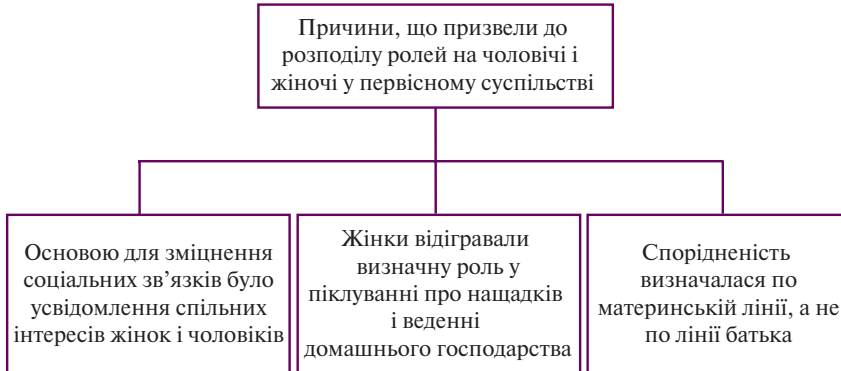 Причини, що призвели до
розподілу ролей на чоловічі і
жіночі у первісному суспільстві
Основою для зміцнення
соціальних зв’язків було
усвідомлення спільних
інтересів жінок і чоловіків
Жінки відігравали
визначну роль у
піклуванні про нащадків
і веденні
домашнього господарства
Спорідненість
визначалася по
материнській лінії, а не
по лінії батька